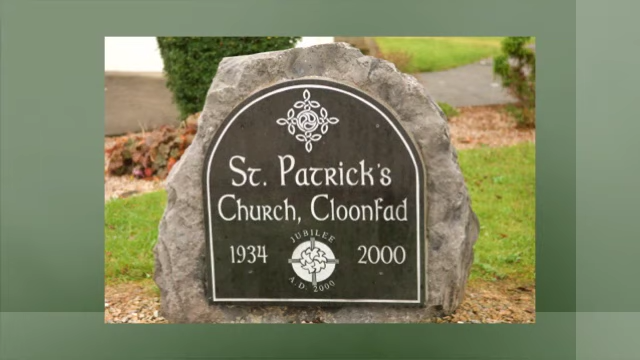 St. Patrick's
Church, Cloonfad
JUBILEE
1934 2000
A.D. 2000